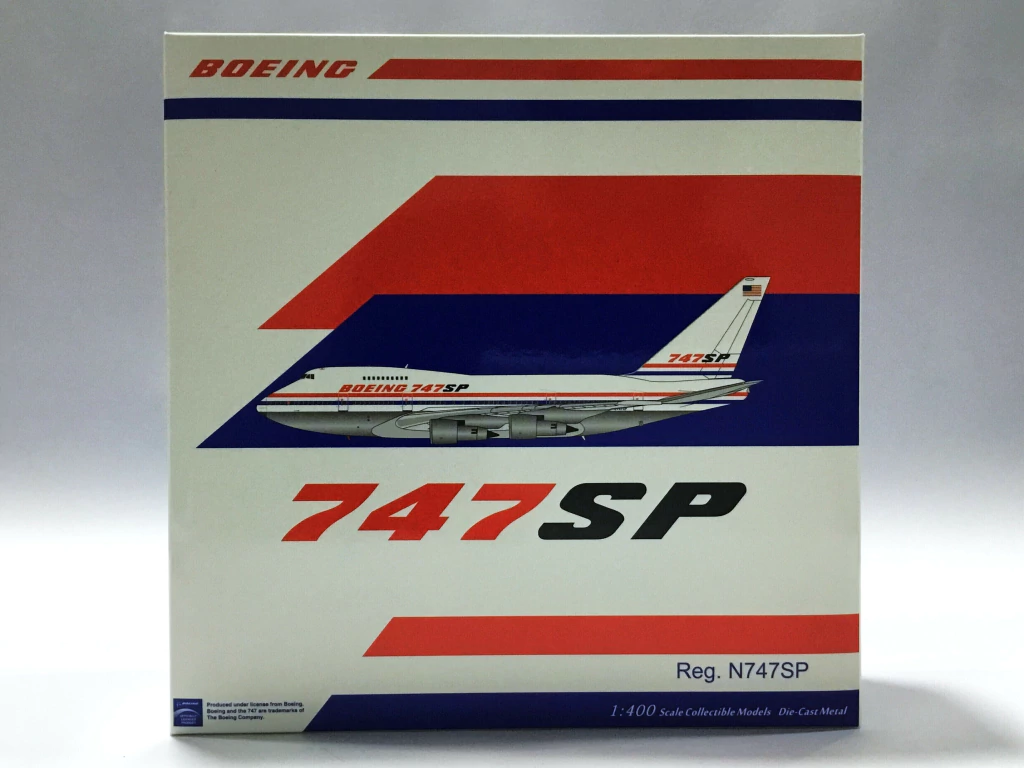 BOEING
747SP
BOEING 747SP
747SP
Reg. N747SP
Produced under license from Boeing.
Boeing and the 747 are trademarks of
The Boeing Company.
1:400 Scale Collectible Models Die-Cast Metal